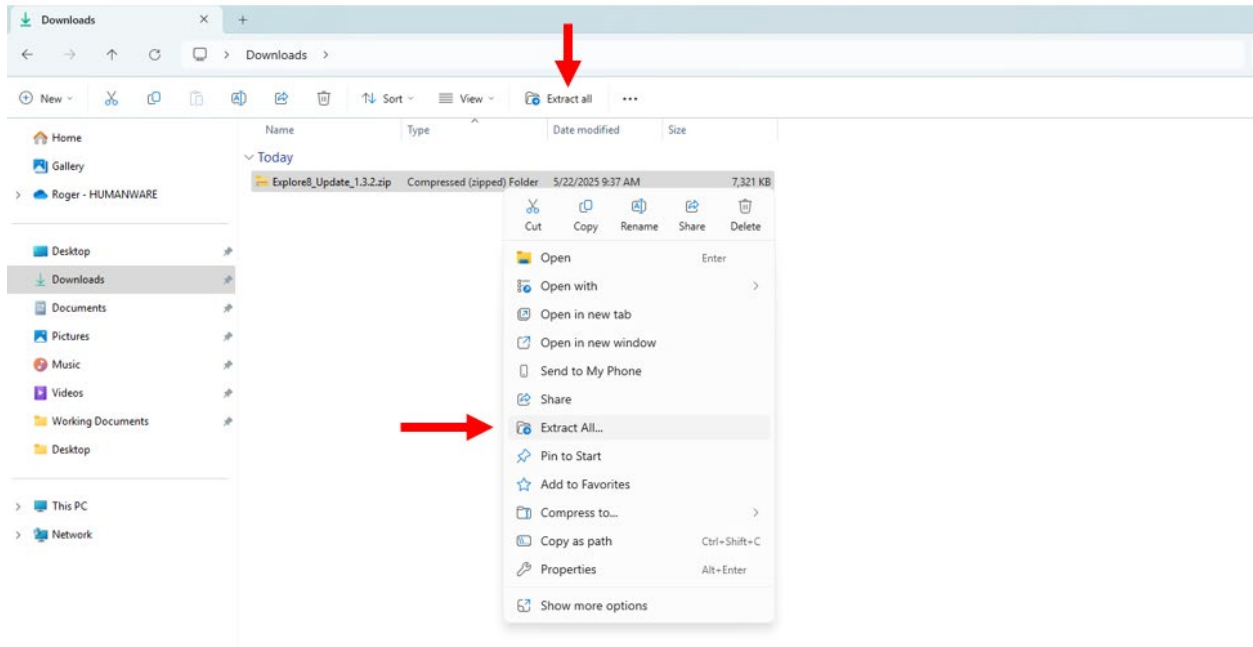 Downloads
Downloads
New Sort View Extract all
Name Type Date modified Size
Home
Gallery
Roger - HUMANWARE
Desktop
Downloads
Documents
Pictures
Music
Videos
Working Documents
Desktop
This PC
Network
Today
Explore8_Update_1.3.2.zip Compressed (zipped) Folder 5/22/2025 9:37 AM 7,321 KB
Cut Copy Rename Share Delete
Open Enter
Open with
Open in new tab
Open in new window
Send to My Phone
Share
Extract All...
Pin to Start
Add to Favorites
Compress to...
Copy as path Ctrl+Shift+C
Properties Alt+Enter
Show more options